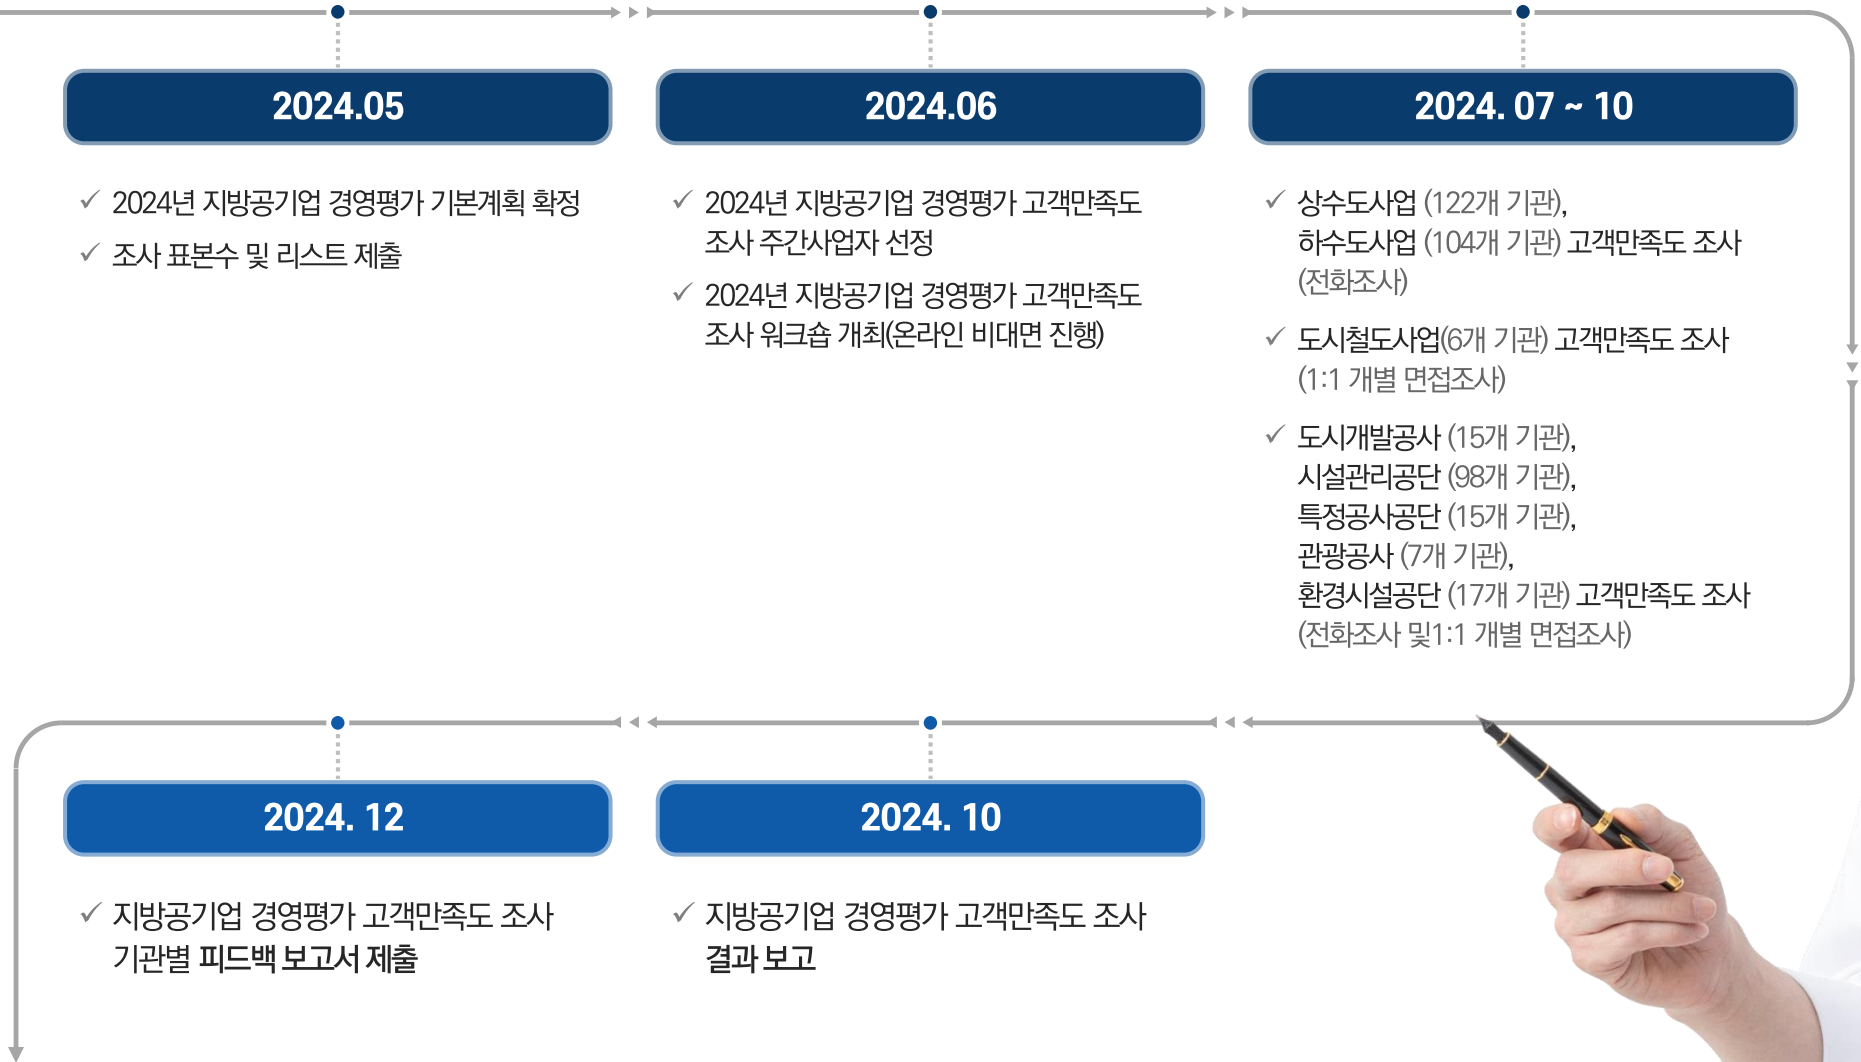 2024.05
2024년 지방공기업 경영평가 기본계획 확정
조사 표본수 및 리스트 제출
2024.06
2024년 지방공기업 경영평가 고객만족도
조사 주간사업자 선정
2024년 지방공기업 경영평가 고객만족도
조사 워크숍 개최(온라인 비대면 진행)
2024. 07 ~ 10
상수도사업 (122개 기관),
하수도사업 (104개 기관) 고객만족도 조사
(전화조사)
도시철도사업(6개 기관) 고객만족도 조사
(1:1 개별 면접조사)
도시개발공사 (15개 기관),
시설관리공단 (98개 기관),
특정공사공단 (15개 기관),
관광공사 (7개 기관),
환경시설공단 (17개 기관) 고객만족도 조사
(전화조사 및1:1 개별 면접조사)
2024. 10
지방공기업 경영평가 고객만족도 조사
결과 보고
2024. 12
지방공기업 경영평가 고객만족도 조사
기관별 피드백 보고서 제출